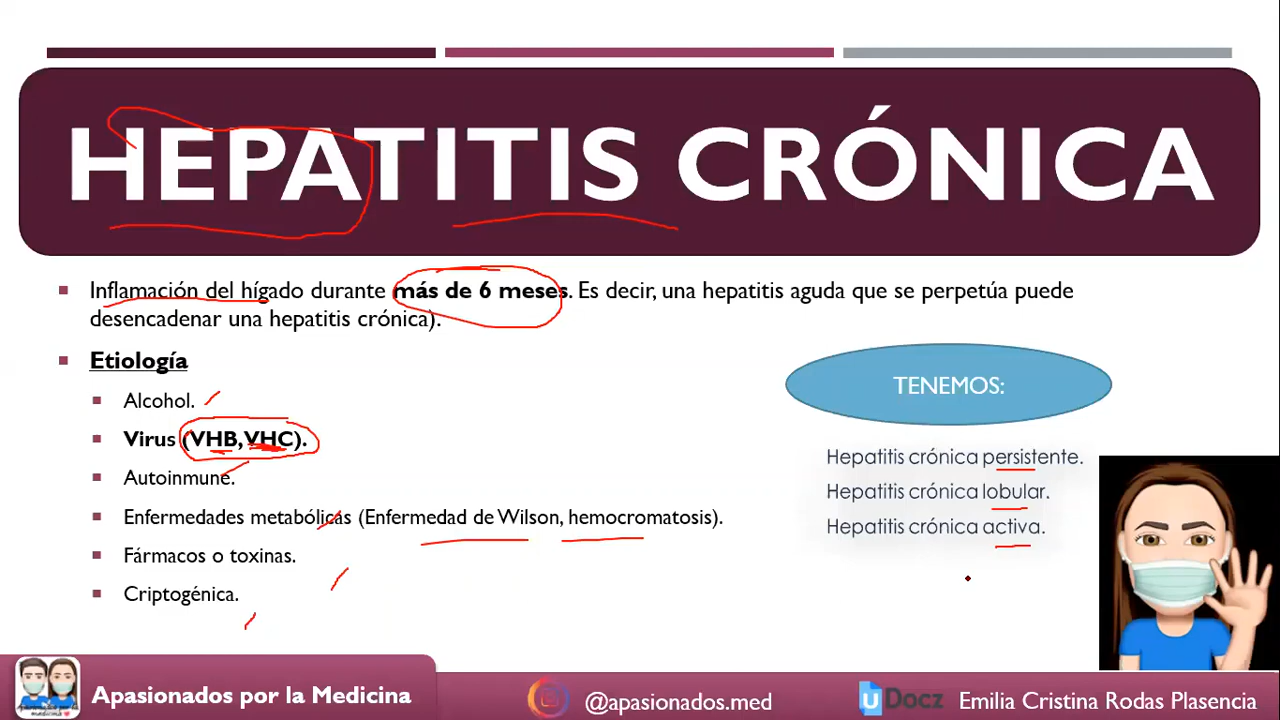 HEPATITIS CRÓNICA
Inflamación del hígado durante más de 6 meses. Es decir, una hepatitis aguda que se perpetúa puede
desencadenar una hepatitis crónica).
Etiología
Alcohol.
Virus (VHB, VHC).
Autoinmune.
Enfermedades metabólicas (Enfermedad de Wilson, hemocromatosis).
Fármacos o toxinas.
Criptogénica.
TENEMOS:
Hepatitis crónica persistente.
Hepatitis crónica lobular.
Hepatitis crónica activa.
Apasionados por la Medicina
@apasionados.med
uDocz
Emilia Cristina Rodas Plasencia